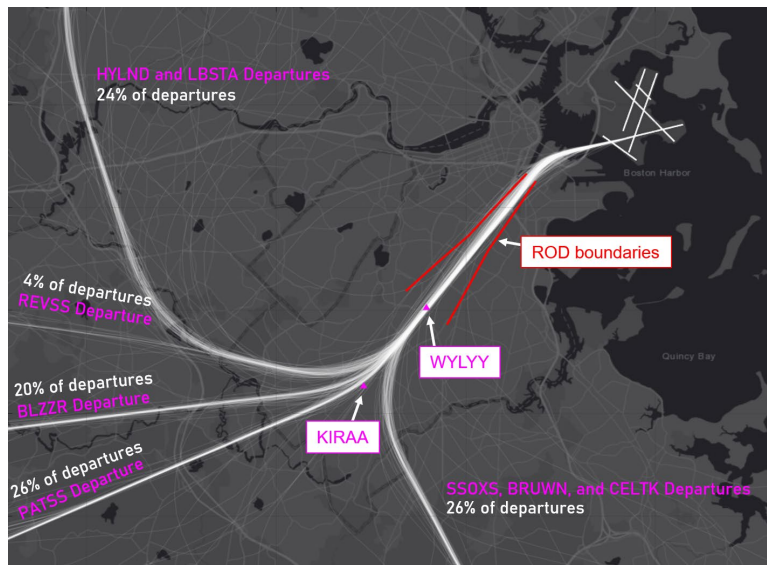 HYLND and LBSTA Departures
24% of departures
Boston Harbor
ROD boundaries
4% of departures
REVSS Departure
WYLYY
Quincy Bay
20% of departures
BLZZR Departure
KIRAA
26% of departures
PATSS Departure
SSOXS, BRUWN, and CELTK Departures
26% of departures